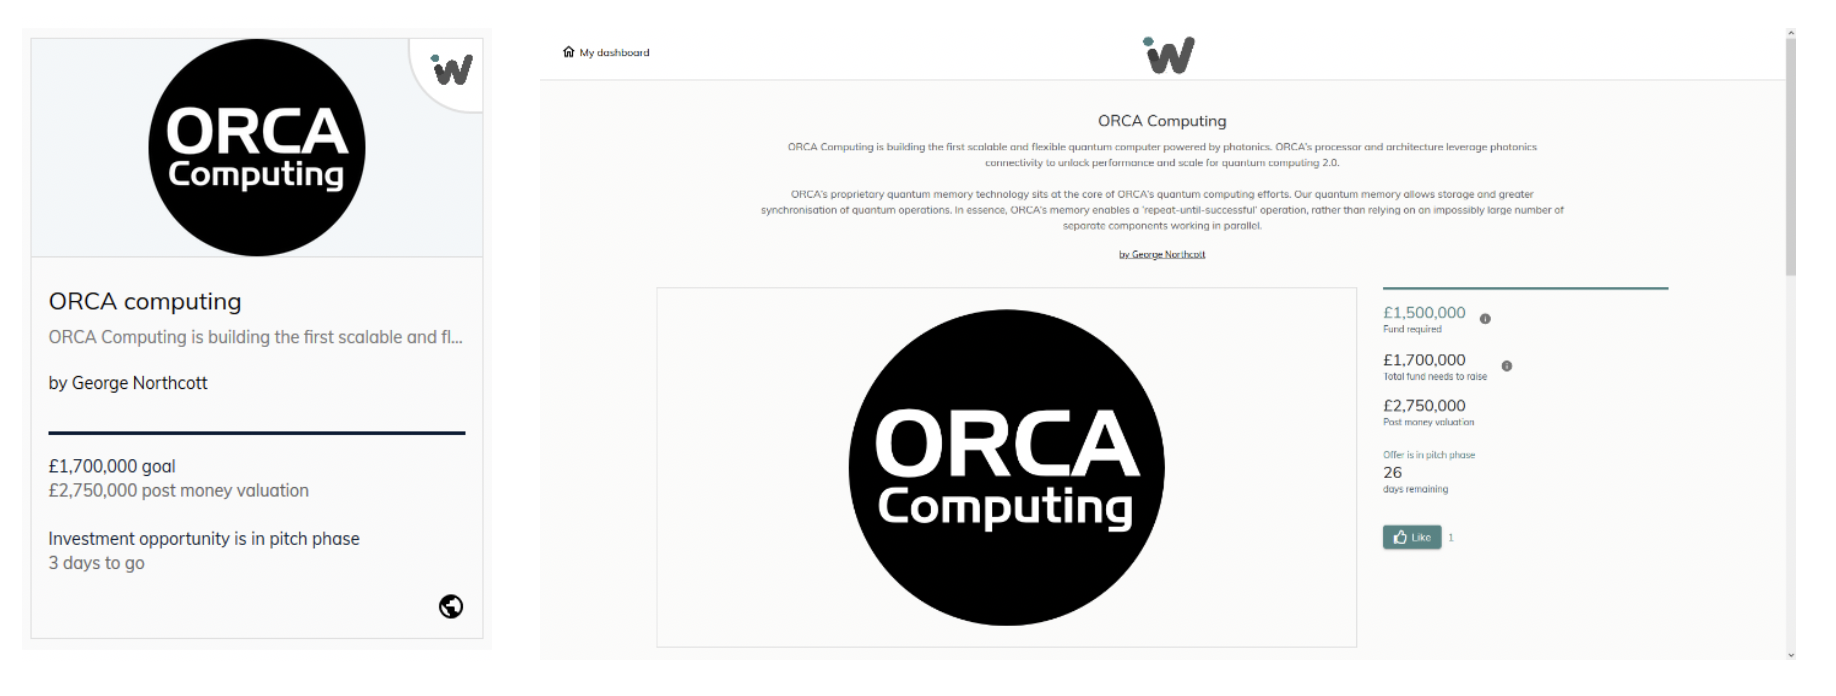 ORCA
Computing
ORCA computing
ORCA Computing is building the first scalable and fl...
by George Northcott
£1,700,000 goal
£2,750,000 post money valuation
Investment opportunity is in pitch phase
3 days to go
My dashboard
ORCA Computing
ORCA Computing is building the first scalable and flexible quantum computer powered by photonics. ORCA's processor and architecture leverage photonics
connectivity to unlock performance and scale for quantum computing 2.0.
ORCA's proprietary quantum memory technology sits at the core of ORCA's quantum computing efforts. Our quantum memory allows storage and greater
synchronisation of quantum operations. In essence, ORCA's memory enables a 'repeat-until-successful' operation, rather than relying on an impossibly large number of
separate components working in parallel.
by George Northcott
ORCA
Computing
£1,500,000
Fund required
£1,700,000
Total fund needs to raise
£2,750,000
Post money valuation
Offer is in pitch phase
26
days remaining
Like 1